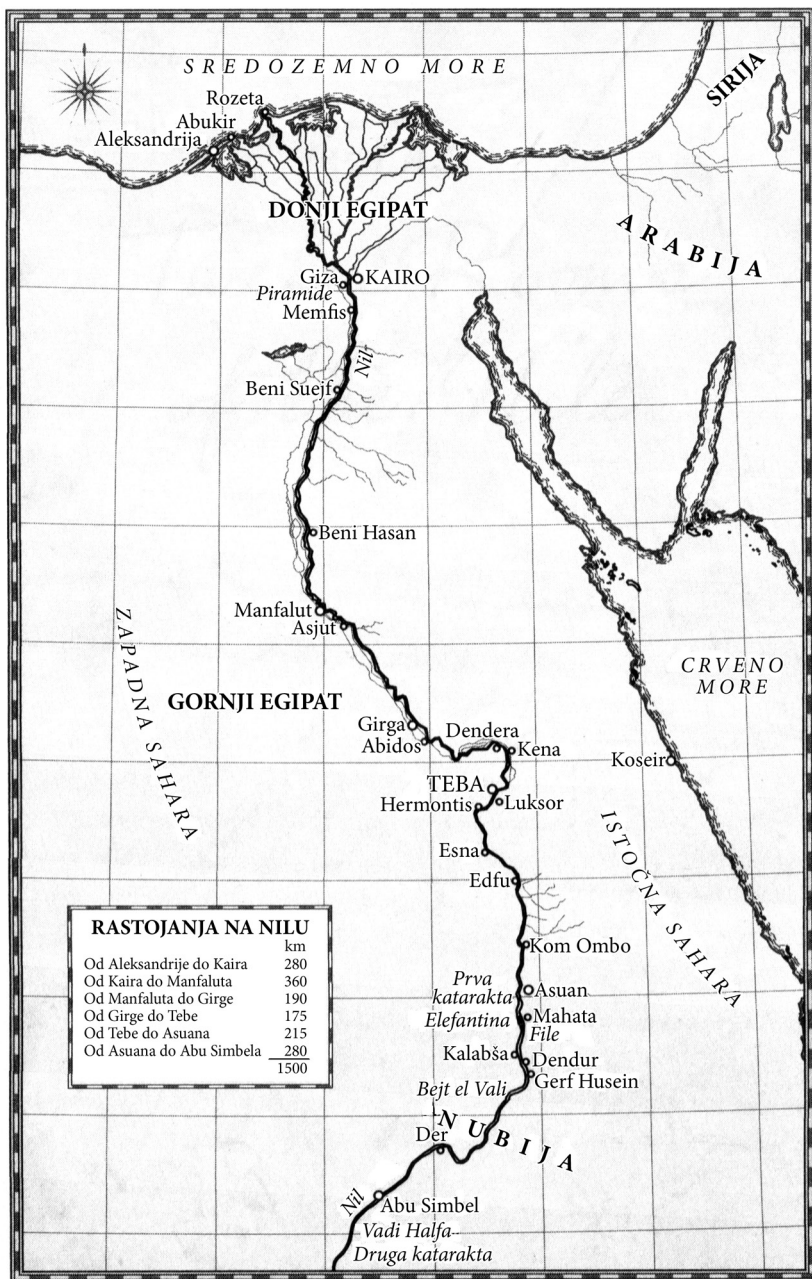 SREDOZEMNO MORE
SIRIJA
Rozeta
Abukir
Aleksandrija
DONJI EGIPAT
ARABIJA
Giza
KAIRO
Piramide
Memfis
Nil
Beni Suejf
Beni Hasan
Manfalut
Asjut
ZAPADNA SAHARA
CRVENO
MORE
GORNJI EGIPAT
Girga
Abidos
Dendera
Kena
Koseir
TEBA
Hermontis
Luksor
Esna
Edfu
ISTOČNA SAHARA
Kom Ombo
RASTOJANJA NA NILU
km
Od Aleksandrije do Kaira 280
Od Kaira do Manfaluta 360
Od Manfaluta do Girge 190
Od Girge do Tebe 175
Od Tebe do Asuana 215
Od Asuana do Abu Simbela 280
1500
Prva
katarakta
Asuan
Elefantina
Mahata
File
Kalabša
Dendur
Gerf Husein
Bejt el Vali
NUBIJA
Der
Nil
Abu Simbel
Vadi Halfa
Druga katarakta